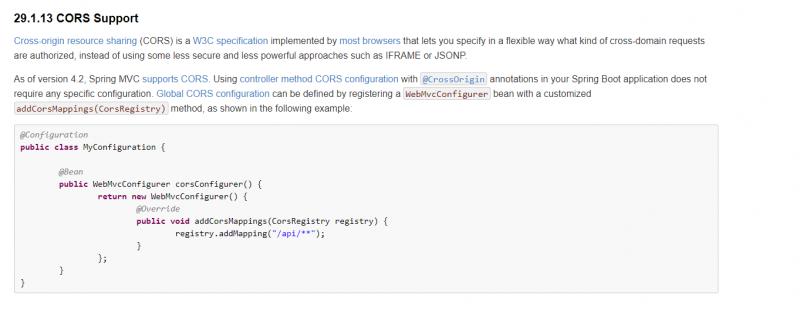 29.1.13 CORS Support
Cross-origin resource sharing (CORS) is a W3C specification implemented by most browsers that lets you specify in a flexible way what kind of cross-domain requests
are authorized, instead of using some less secure and less powerful approaches such as IFRAME or JSONP.
As of version 4.2, Spring MVC supports CORS. Using controller method CORS configuration with @CrossOrigin annotations in your Spring Boot application does not
require any specific configuration. Global CORS configuration can be defined by registering a WebMvcConfigurer bean with a customized
addCorsMappings(CorsRegistry) method, as shown in the following example:
@Configuration
public class MyConfiguration {
@Bean
public WebMvcConfigurer corsConfigurer() {
return new WebMvcConfigurer() {
@Override
public void addCorsMappings(CorsRegistry registry) {
registry.addMapping("/api/**");
}
};
}
}